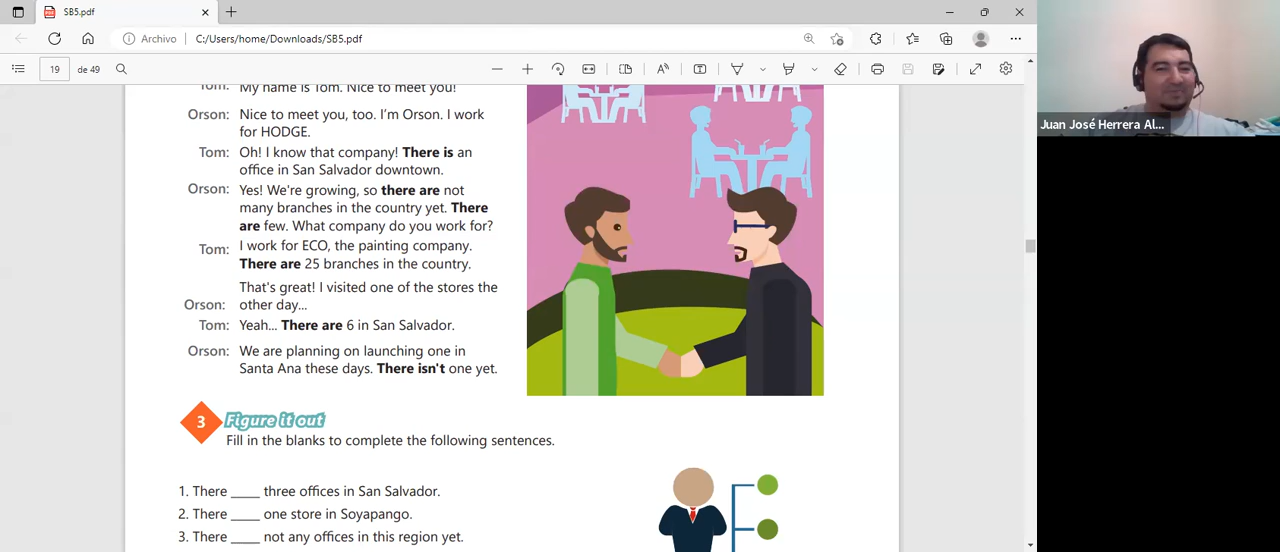 SB5.pdf
Archivo C:/Users/home/Downloads/SB5.pdf
19 de 49
Juan José Herrera Al...
Tom: My name is Tom. Nice to meet you!
Orson: Nice to meet you, too. I'm Orson. I work
for HODGE.
Tom: Oh! I know that company! There is an
office in San Salvador downtown.
Orson: Yes! We're growing, so there are not
many branches in the country yet. There
are few. What company do you work for?
Tom: I work for ECO, the painting company.
There are 25 branches in the country.
That's great! I visited one of the stores the
Orson: other day...
Tom: Yeah... There are 6 in San Salvador.
Orson: We are planning on launching one in
Santa Ana these days. There isn't one yet.
3 Figure it out
Fill in the blanks to complete the following sentences.
1. There ____ three offices in San Salvador.
2. There ____ one store in Soyapango.
3. There ____ not any offices in this region yet.